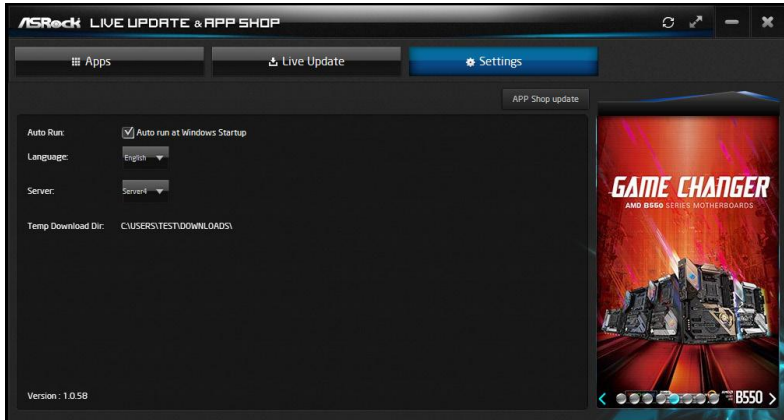 ASRock LIVE UPDATE & APP SHOP
Apps
Live Update
Settings
APP Shop update
Auto Run: Auto run at Windows Startup
Language: English
Server: Server4
Temp Download Dir: C:\USERS\TEST\DOWNLOADS\
Version : 1.0.58
GAME CHANGER
AMD B550 SERIES MOTHERBOARDS
B550